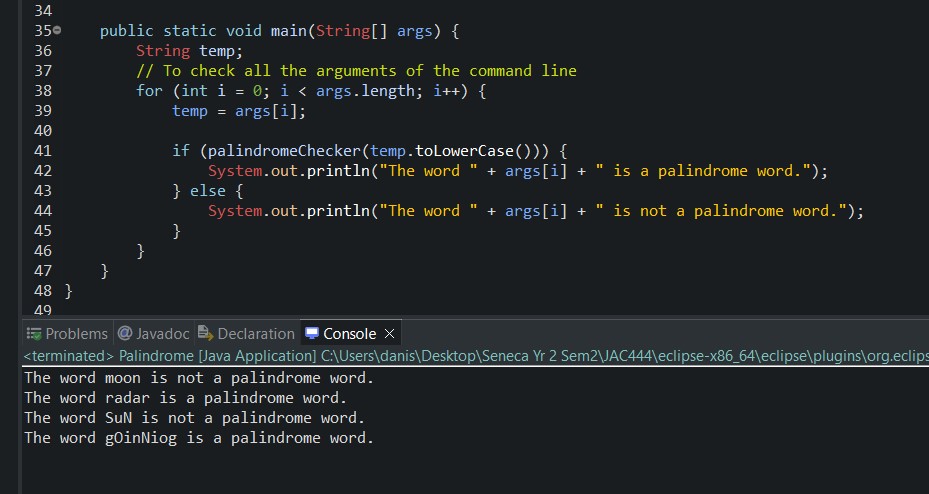 34
35 public static void main(String[] args) {
36 String temp;
37 // To check all the arguments of the command line
38 for (int i = 0; i < args.length; i++) {
39 temp = args[i];
40
41 if (palindromeChecker(temp.toLowerCase())) {
42 System.out.println("The word " + args[i] + " is a palindrome word.");
43 } else {
44 System.out.println("The word " + args[i] + " is not a palindrome word.");
45 }
46 }
47 }
48 }
49
Problems @ Javadoc Declaration Console
<terminated> Palindrome [Java Application] C:\Users\danis\Desktop\Seneca Yr 2 Sem2\JAC444\eclipse-x86_64\eclipse\plugins\org.eclips
The word moon is not a palindrome word.
The word radar is a palindrome word.
The word SuN is not a palindrome word.
The word gOinNiog is a palindrome word.